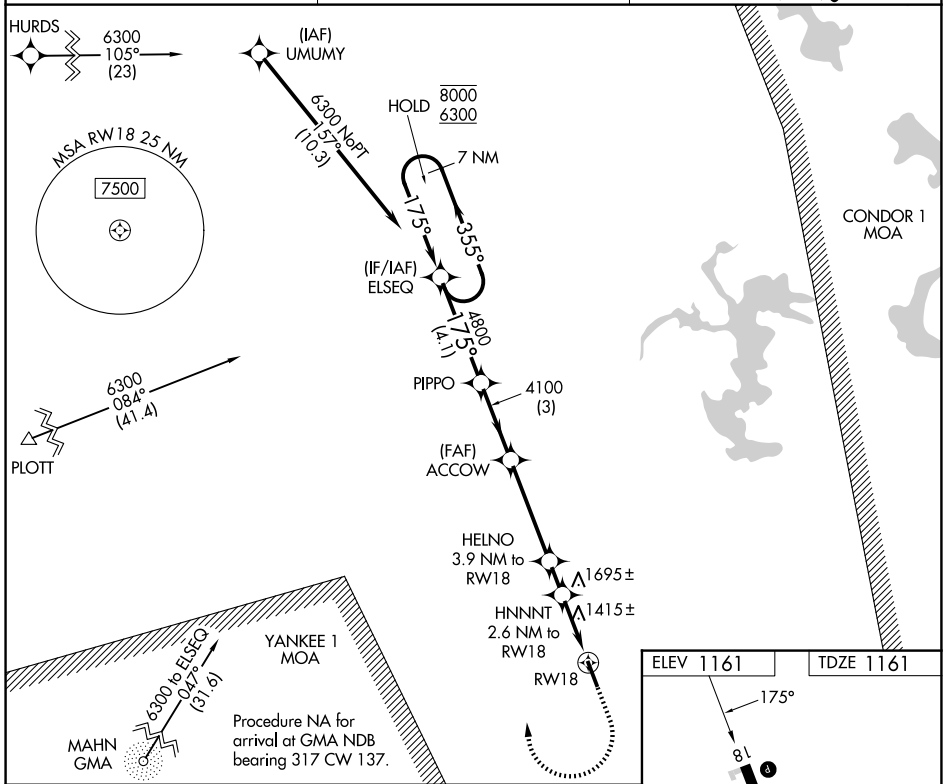 HURDS
6300
105°
(23)
(IAF)
UMUMY
6300 NoPT
157°
(10.3)
HOLD
8000
6300
7 NM
MSA RW18 25 NM
7500
175°
355°
CONDOR 1
MOA
(IF/IAF)
ELSEQ
4800
175°
(4.1)
6300
084°
(41.4)
PLOTT
PIPPO
4100
(3)
(FAF)
ACCOW
HELNO
3.9 NM to
RW18
1695±
HNNNT
2.6 NM to
RW18
1415±
RW18
YANKEE 1
MOA
6300 to ELSEQ
047°
(31.6)
MAHN
GMA
Procedure NA for
arrival at GMA NDB
bearing 317 CW 137.
ELEV 1161
TDZE 1161
175°
18
P